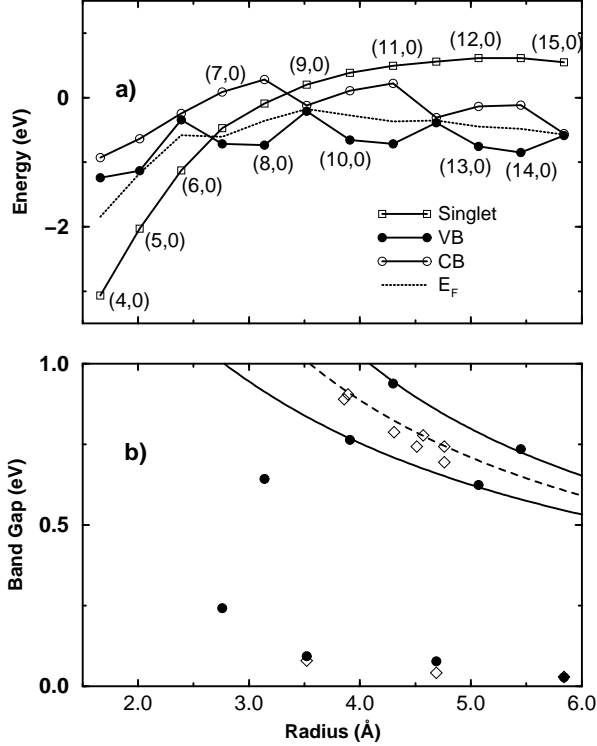 a)
Energy (eV)
0
−2
(4,0)
(5,0)
(6,0)
(7,0)
(8,0)
(9,0)
(10,0)
(11,0)
(12,0)
(13,0)
(14,0)
(15,0)
Singlet
VB
CB
E_F
b)
Band Gap (eV)
1.0
0.5
0.0
2.0 3.0 4.0 5.0 6.0
Radius (Å)